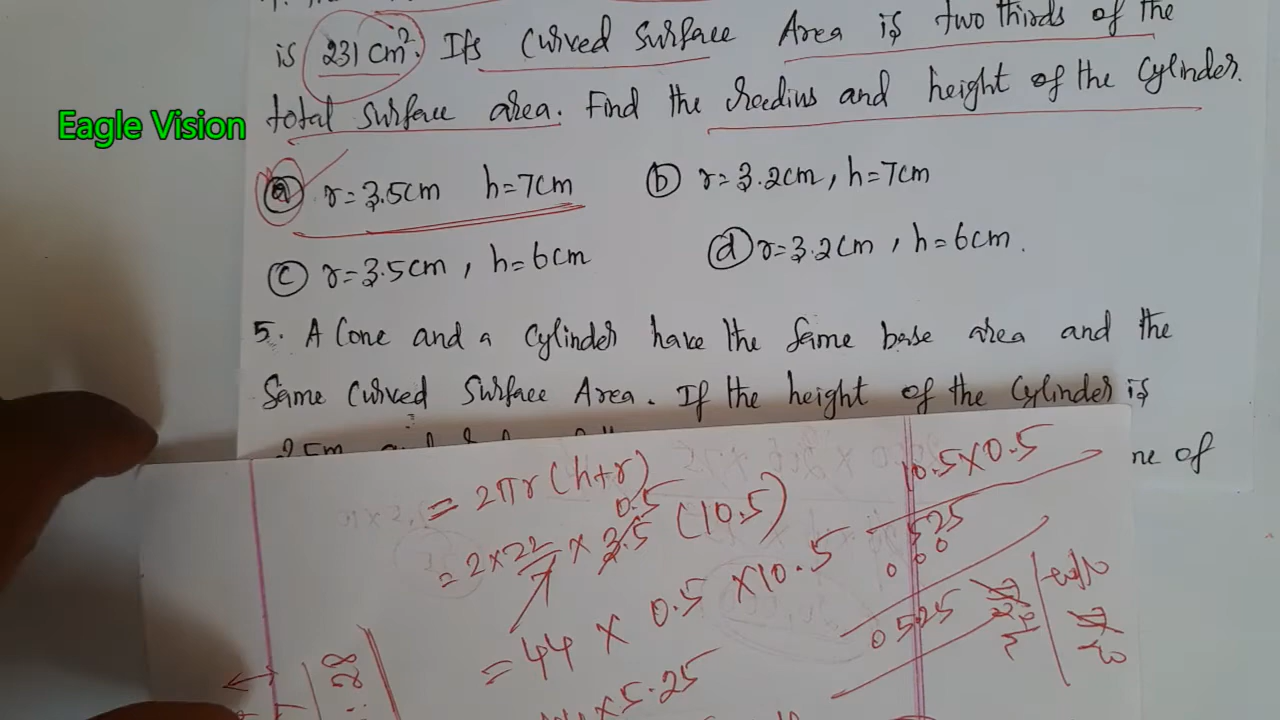 is 231 cm². Its Curved Surface Area is two thirds of the
Eagle Vision
total surface area. Find the radius and height of the Cylinder.
(a) r=3.5cm h=7cm (b) r=3.2cm, h=7cm
(c) r=3.5cm, h=6cm (d) r=3.2cm, h=6cm.
5. A Cone and a Cylinder have the Same base area and the
Same Curved Surface Area. If the height of the Cylinder is
ne of
= 2πr (h+r)
10.5X0.5
0.5
= 2×22/7 × 3.5 (10.5)
525
000
= 44 × 0.5 ×10.5
0525
×5.25
: 28